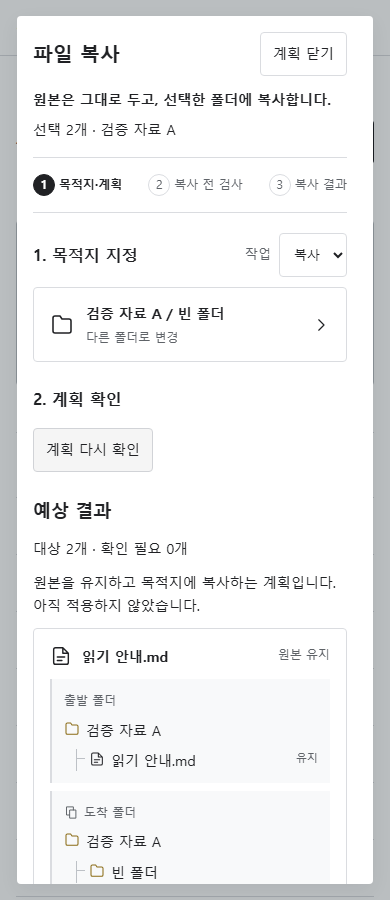 파일 복사
계획 닫기
원본은 그대로 두고, 선택한 폴더에 복사합니다.
선택 2개 · 검증 자료 A
1 목적지·계획
2 복사 전 검사
3 복사 결과
1. 목적지 지정
작업
복사
검증 자료 A / 빈 폴더
다른 폴더로 변경
2. 계획 확인
계획 다시 확인
예상 결과
대상 2개 · 확인 필요 0개
원본을 유지하고 목적지에 복사하는 계획입니다.
아직 적용하지 않았습니다.
읽기 안내.md
원본 유지
출발 폴더
검증 자료 A
읽기 안내.md
유지
도착 폴더
검증 자료 A
빈 폴더